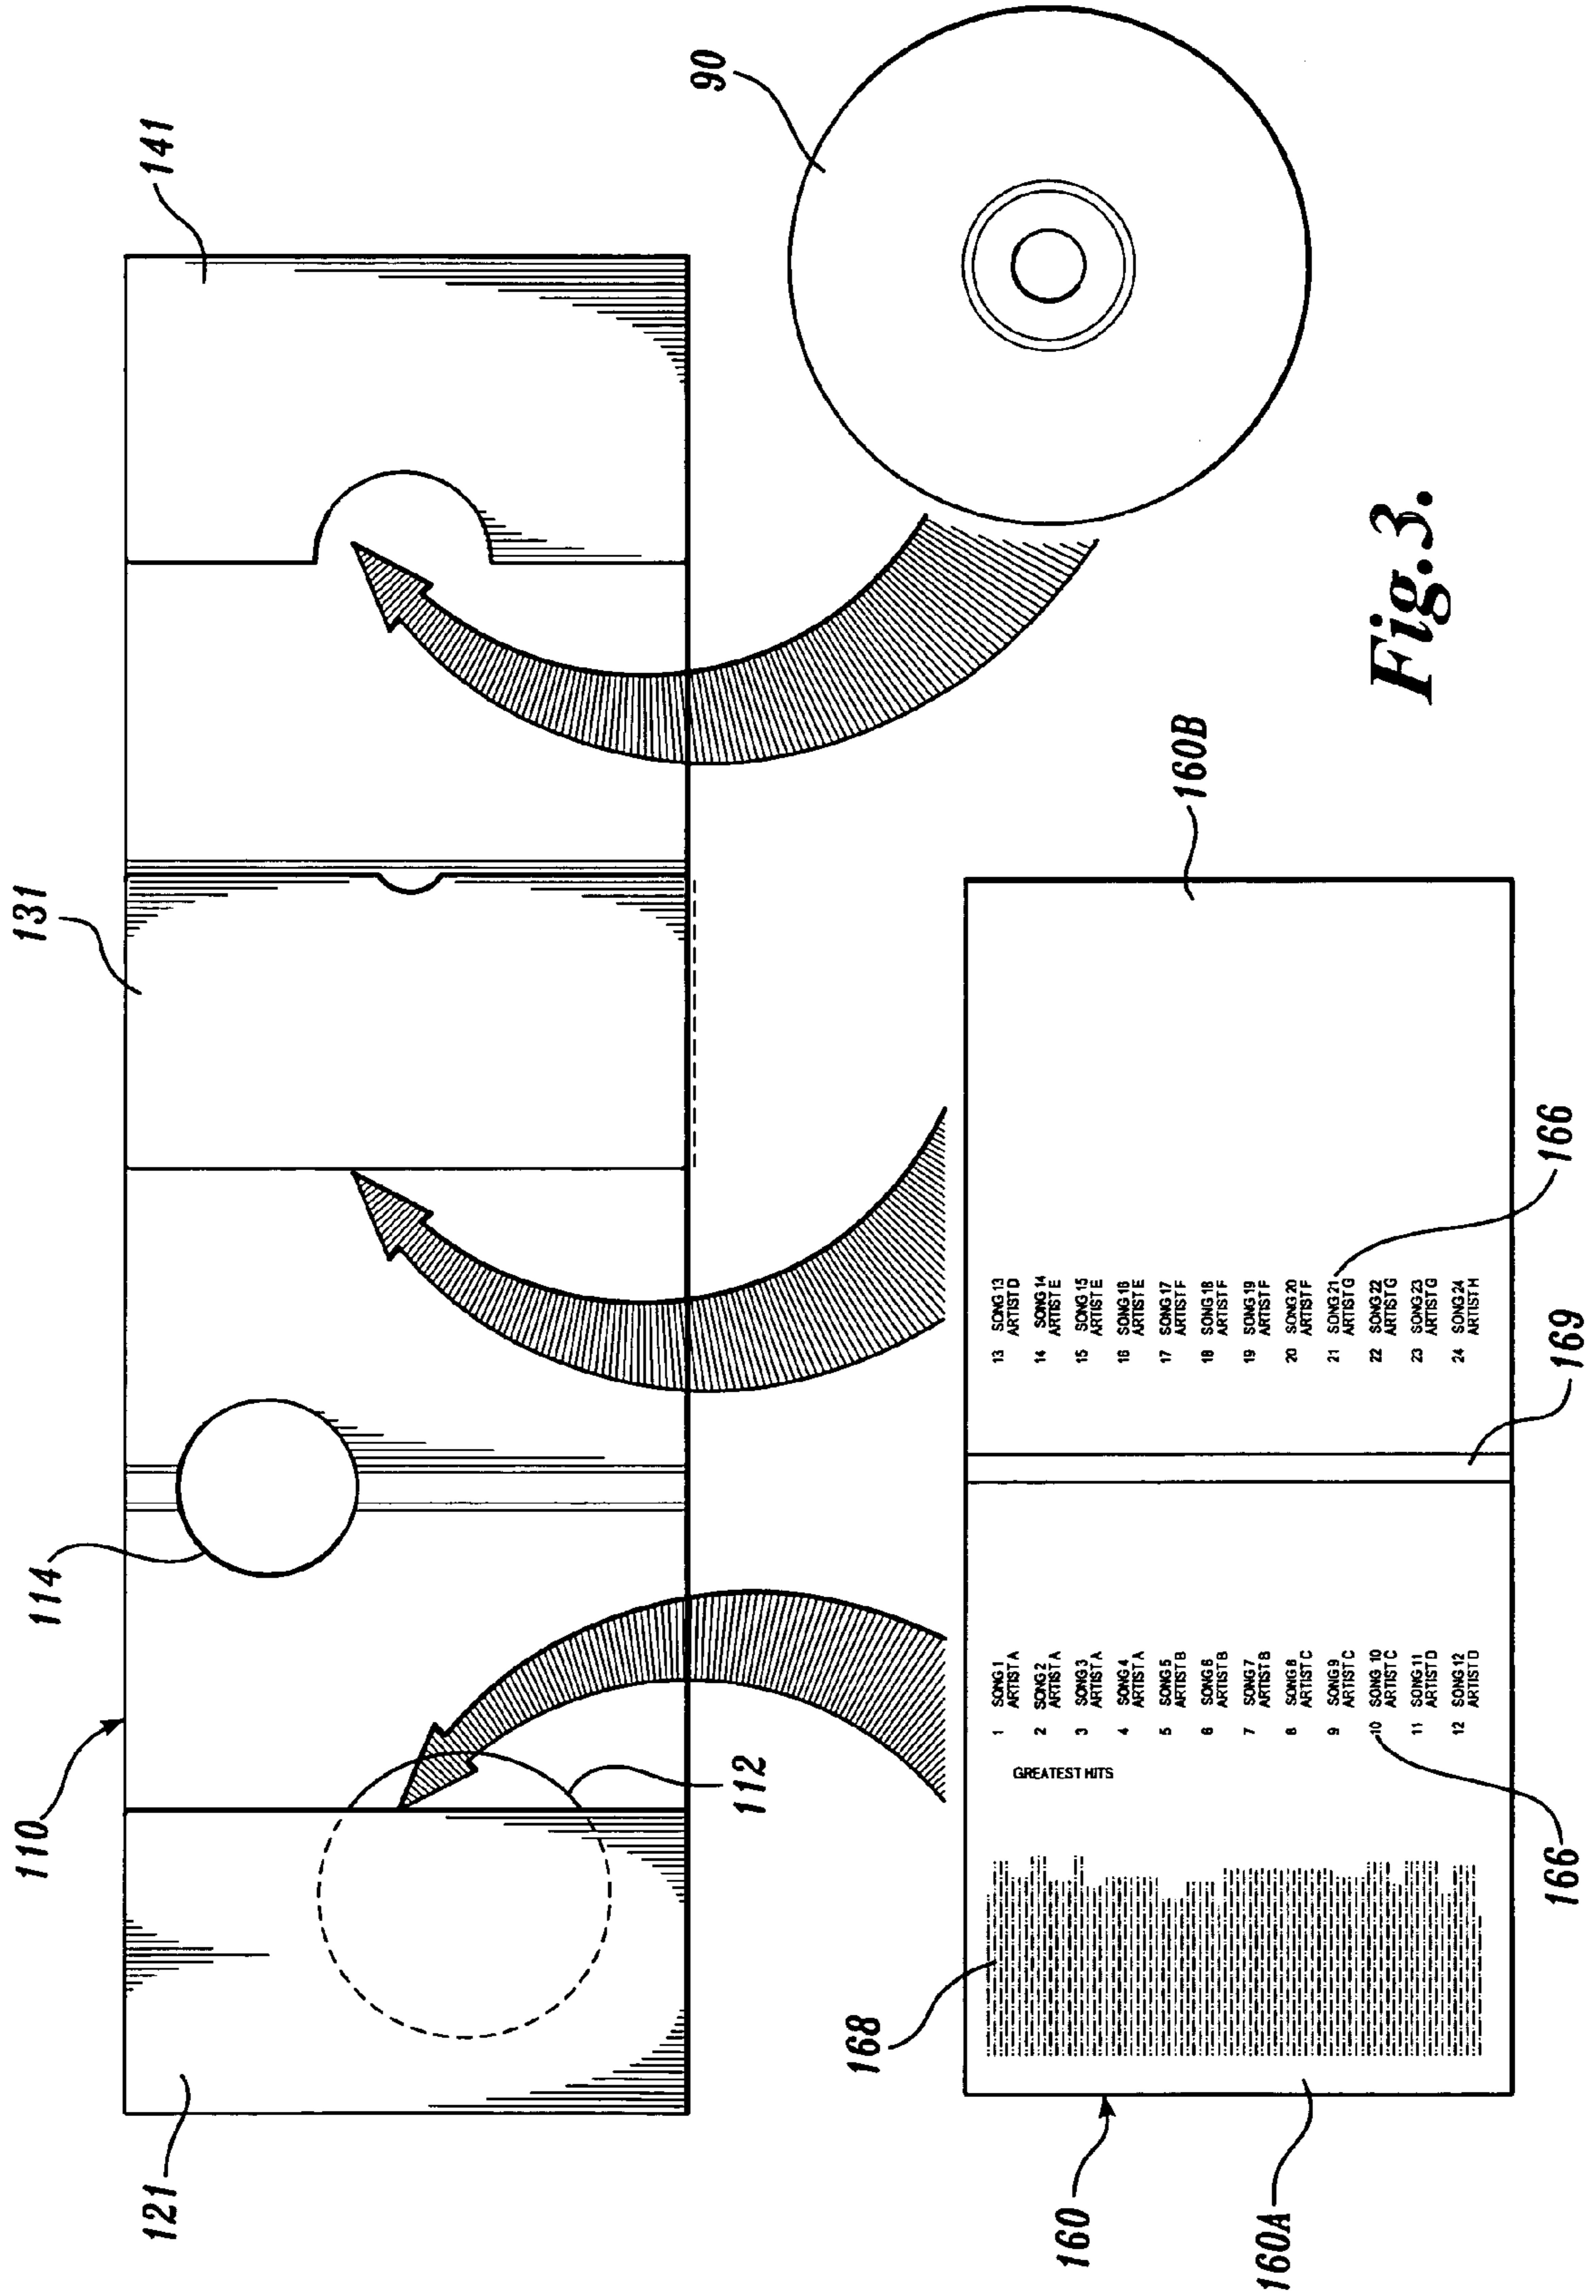 110
114
131
121
141
90
112
168
GREATEST HITS
1 SONG 1
ARTIST A
2 SONG 2
ARTIST A
3 SONG 3
ARTIST A
4 SONG 4
ARTIST A
5 SONG 5
ARTIST B
6 SONG 6
ARTIST B
7 SONG 7
ARTIST B
8 SONG 8
ARTIST C
9 SONG 9
ARTIST C
10 SONG 10
ARTIST C
11 SONG 11
ARTIST D
12 SONG 12
ARTIST D
13 SONG 13
ARTIST D
14 SONG 14
ARTIST E
15 SONG 15
ARTIST E
16 SONG 16
ARTIST E
17 SONG 17
ARTIST F
18 SONG 18
ARTIST F
19 SONG 19
ARTIST F
20 SONG 20
ARTIST F
21 SONG 21
ARTIST G
22 SONG 22
ARTIST G
23 SONG 23
ARTIST G
24 SONG 24
ARTIST H
160
160B
160A
166
166
169
Fig.3.